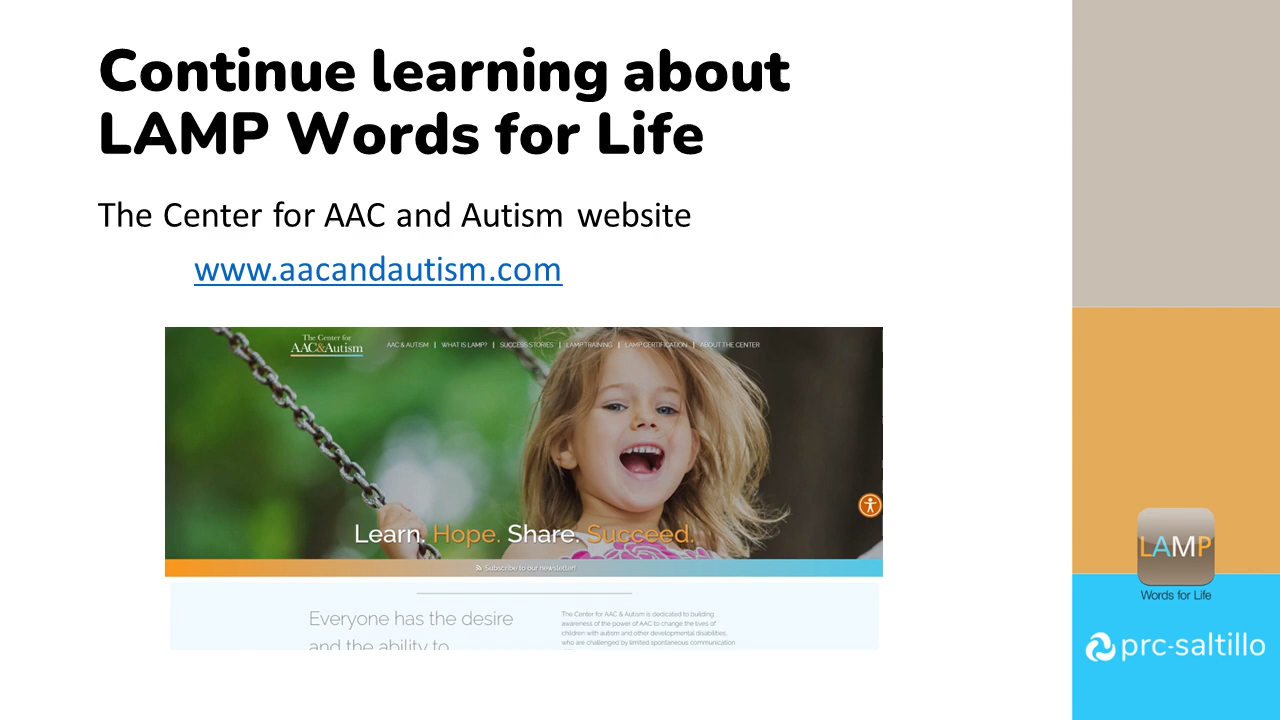 Continue learning about
LAMP Words for Life
The Center for AAC and Autism website
www.aacandautism.com
The Center for
AAC&Autism
AAC & AUTISM | WHAT IS LAMP? | SUCCESS STORIES | LAMP TRAINING | LAMP CERTIFICATION | ABOUT THE CENTER
Learn. Hope. Share. Succeed.
Subscribe to our newsletter!
Everyone has the desire
and the ability to
The Center for AAC & Autism is dedicated to building
awareness of the power of AAC to change the lives of
children with autism and other developmental disabilities,
who are challenged by limited spontaneous communication
LAMP
Words for Life
prc-saltillo